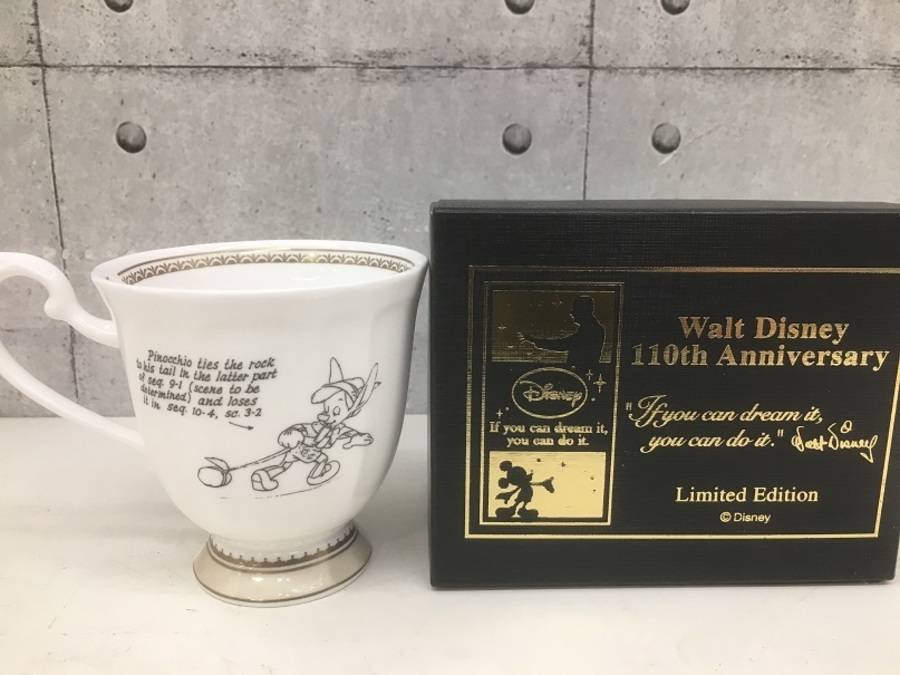 Pinocchio ties the rock
to his tail in the latter part
of seq. 9-1 (scene to be
determined) and loses
it in seq. 10-4, sc. 3-2
Disney
If you can dream it,
you can do it.
Walt Disney
110th Anniversary
"If you can dream it,
you can do it." Walt Disney
Limited Edition
© Disney